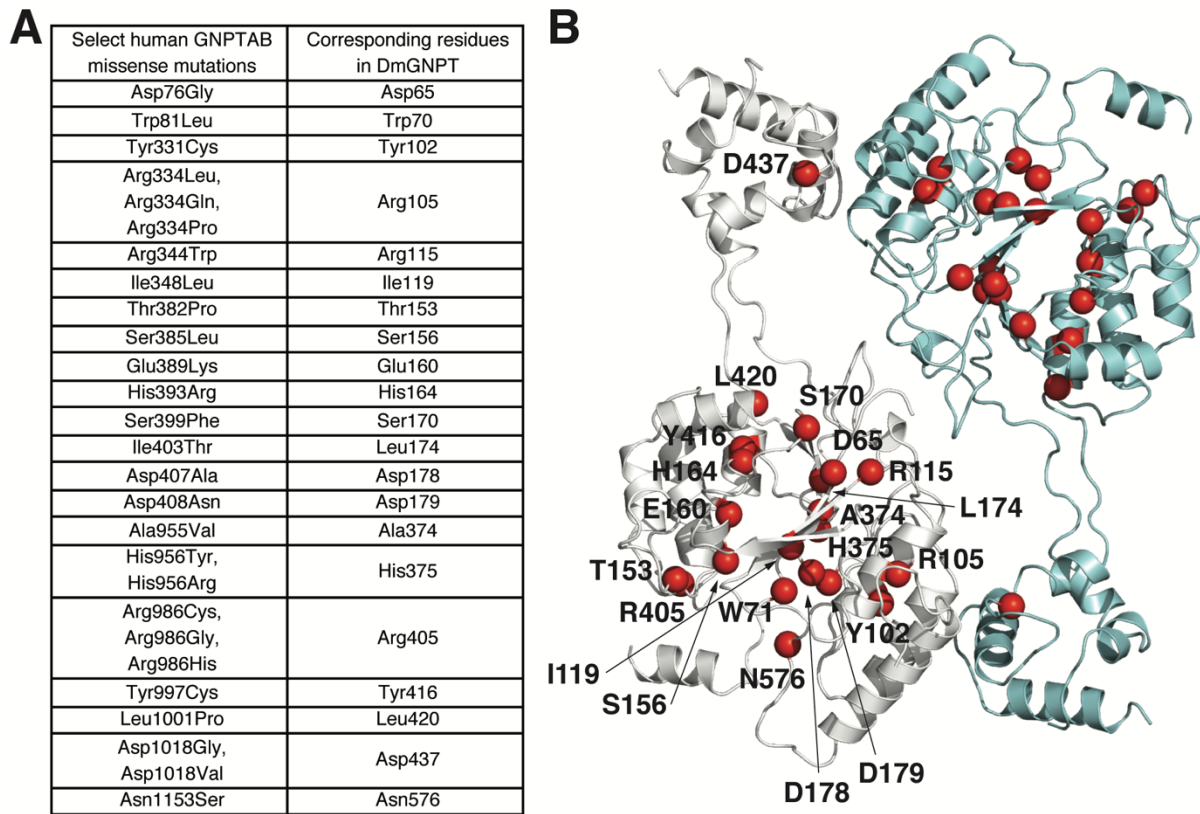 A
Select human GNPTAB missense mutations
Corresponding residues in DmGNPT
Asp76Gly
Asp65
Trp81Leu
Trp70
Tyr331Cys
Tyr102
Arg334Leu,
Arg334Gln,
Arg334Pro
Arg105
Arg344Trp
Arg115
Ile348Leu
Ile119
Thr382Pro
Thr153
Ser385Leu
Ser156
Glu389Lys
Glu160
His393Arg
His164
Ser399Phe
Ser170
Ile403Thr
Leu174
Asp407Ala
Asp178
Asp408Asn
Asp179
Ala955Val
Ala374
His956Tyr,
His956Arg
His375
Arg986Cys,
Arg986Gly,
Arg986His
Arg405
Tyr997Cys
Tyr416
Leu1001Pro
Leu420
Asp1018Gly,
Asp1018Val
Asp437
Asn1153Ser
Asn576
B
D437
L420
S170
Y416
D65
H164
R115
E160
A374
L174
H375
R105
T153
R405
W71
Y102
I119
N576
S156
D179
D178